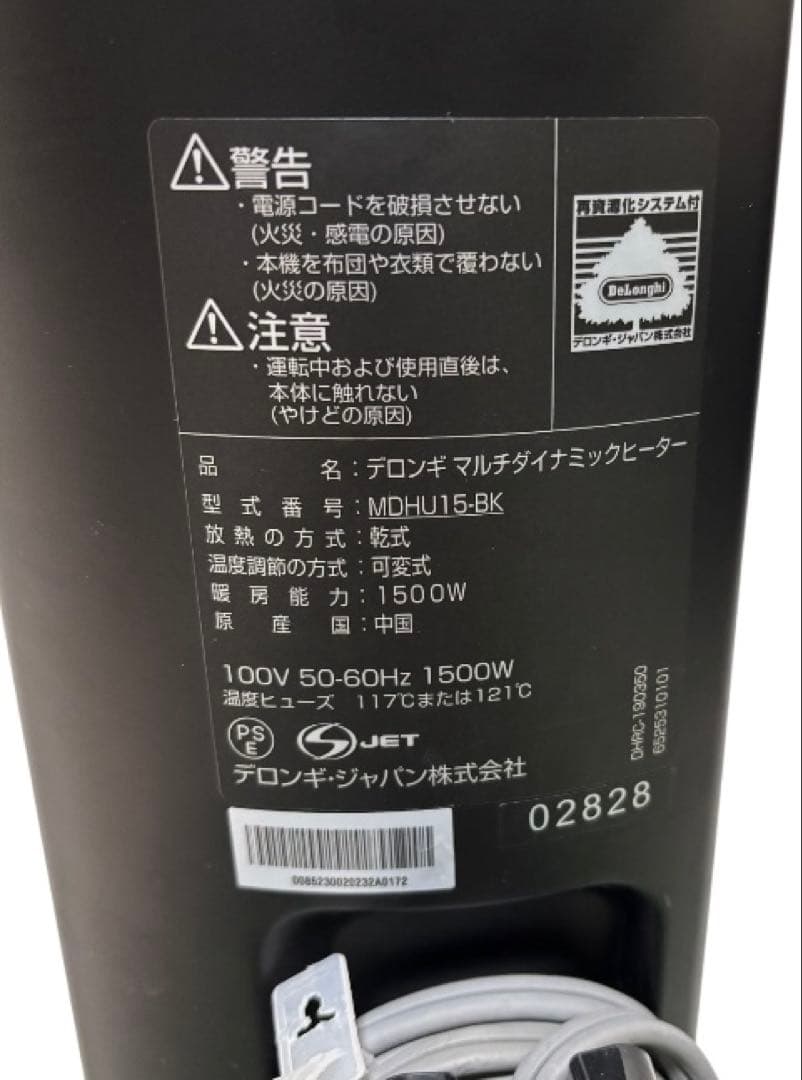 警告
・電源コードを破損させない
(火災・感電の原因)
・本機を布団や衣類で覆わない
(火災の原因)
注意
・運転中および使用直後は、
本体に触れない
(やけどの原因)
再資源化システム付
DeLonghi
デロンギ・ジャパン株式会社
品名：デロンギ マルチダイナミックヒーター
型式番号：MDHU15-BK
放熱の方式：乾式
温度調節の方式：可変式
暖房能力：1500W
原産国：中国
100V 50-60Hz 1500W
温度ヒューズ 117℃または121℃
PSE
JET
デロンギ・ジャパン株式会社
DHRC-190350
6525310101
02828
0085230020232A0172